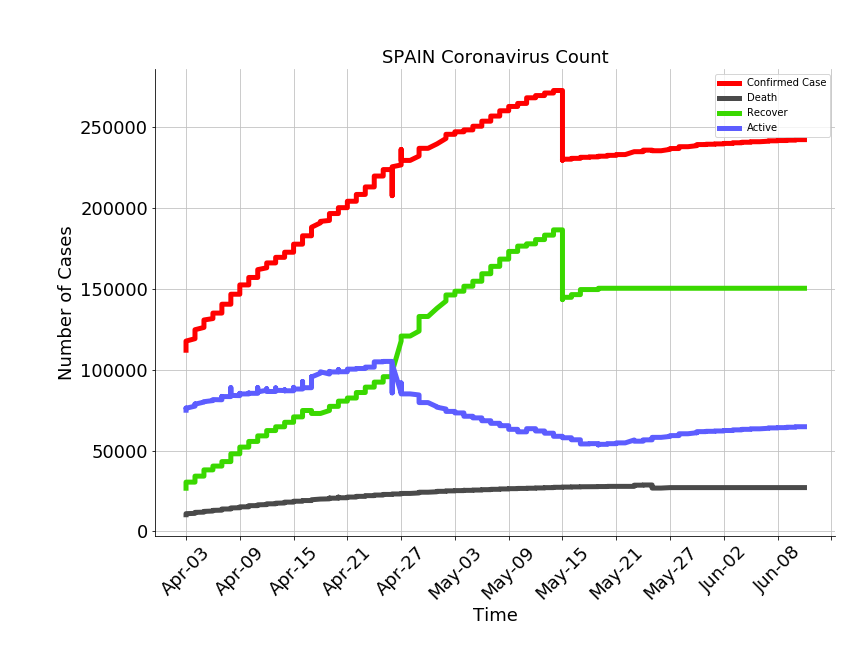 SPAIN Coronavirus Count
Confirmed Case
Death
Recover
Active
Number of Cases
250000
200000
150000
100000
50000
0
Apr-03
Apr-09
Apr-15
Apr-21
Apr-27
May-03
May-09
May-15
May-21
May-27
Jun-02
Jun-08
Time